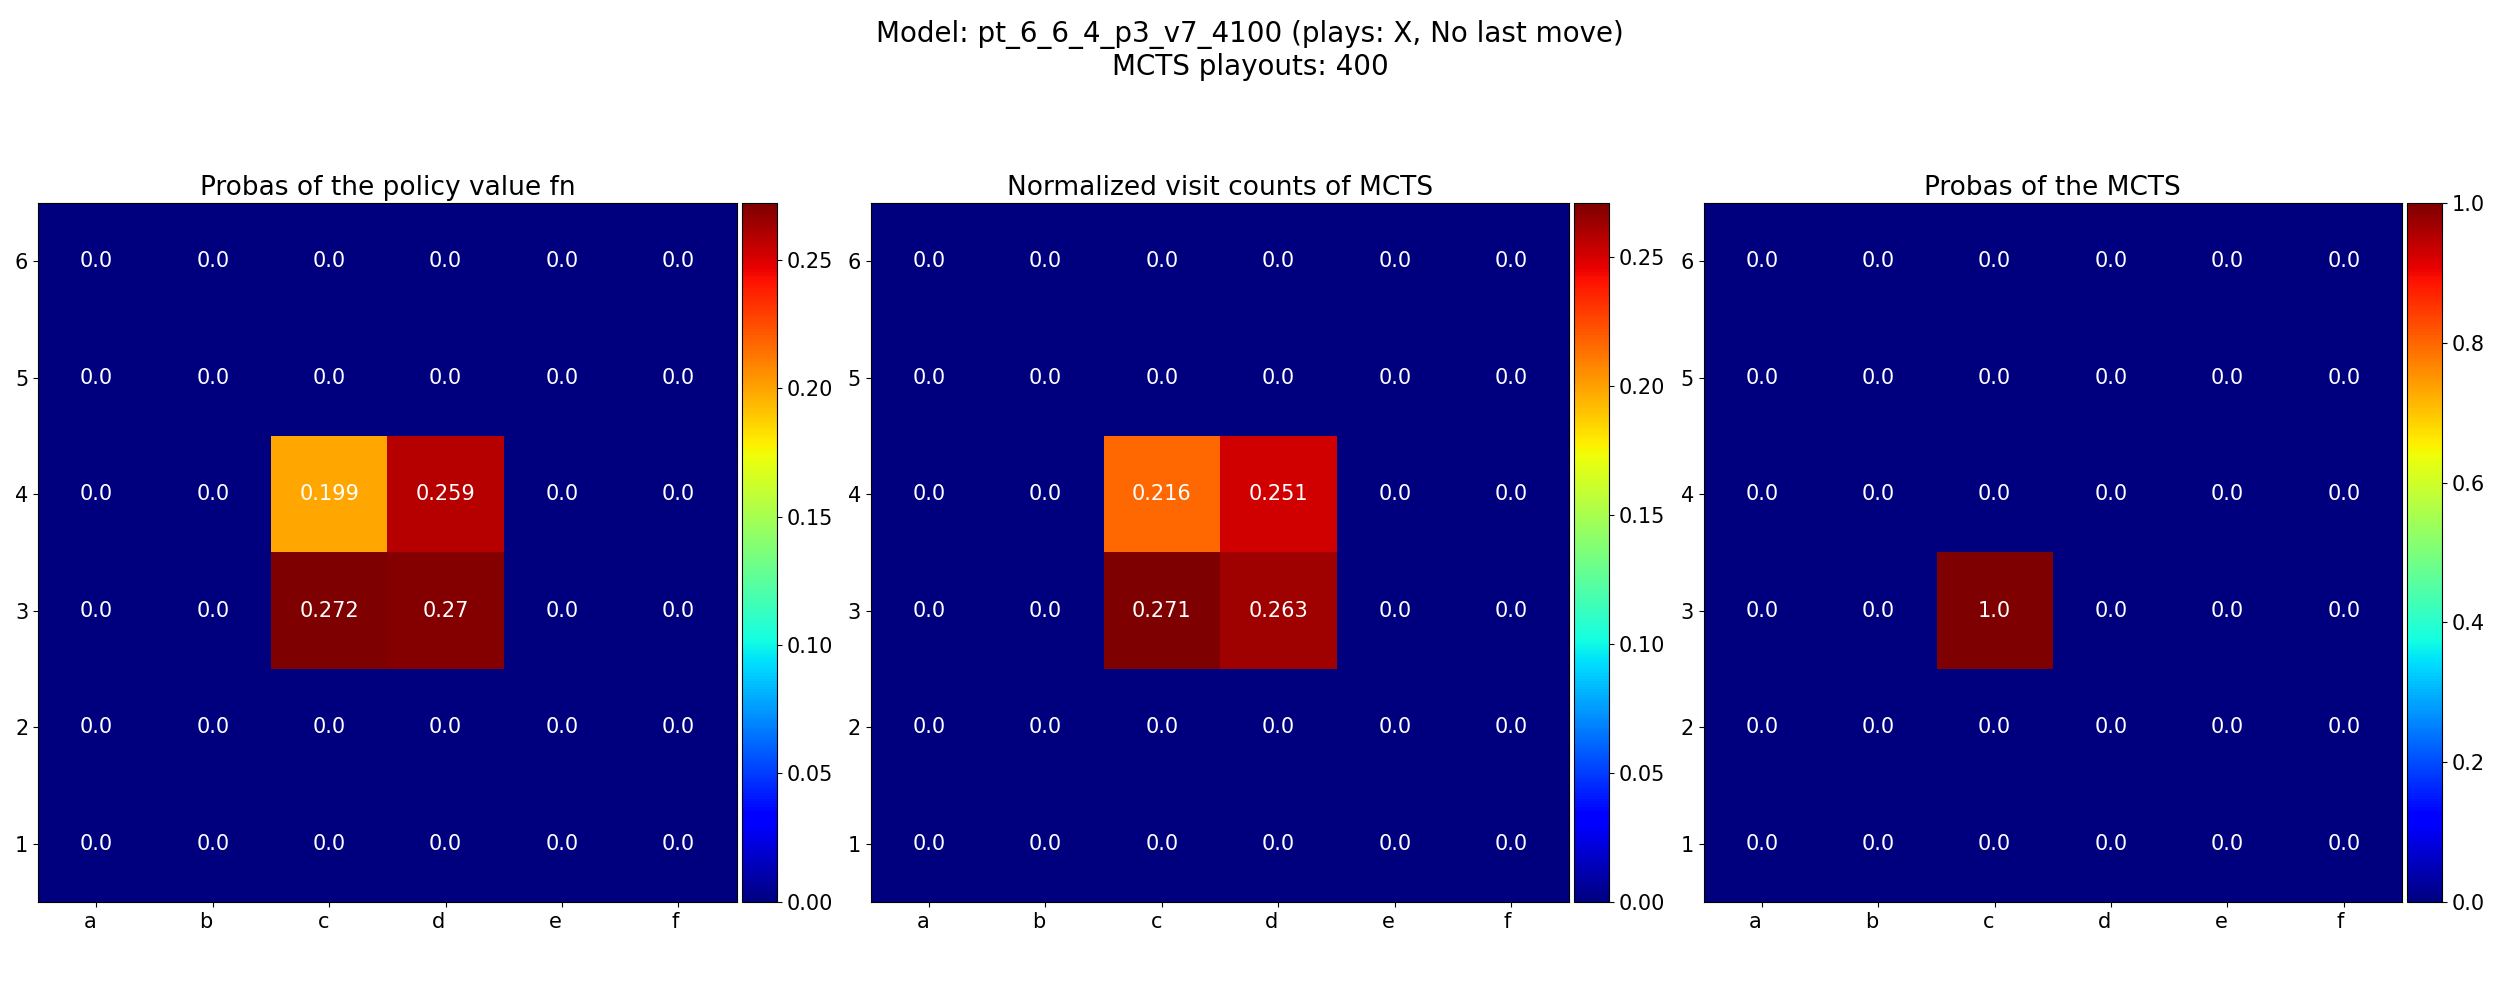 Model: pt_6_6_4_p3_v7_4100 (plays: X, No last move)
MCTS playouts: 400
Probas of the policy value fn
6 0.0 0.0 0.0 0.0 0.0 0.0
5 0.0 0.0 0.0 0.0 0.0 0.0
4 0.0 0.0 0.199 0.259 0.0 0.0
3 0.0 0.0 0.272 0.27 0.0 0.0
2 0.0 0.0 0.0 0.0 0.0 0.0
1 0.0 0.0 0.0 0.0 0.0 0.0
a b c d e f
0.25
0.20
0.15
0.10
0.05
0.00
Normalized visit counts of MCTS
6 0.0 0.0 0.0 0.0 0.0 0.0
5 0.0 0.0 0.0 0.0 0.0 0.0
4 0.0 0.0 0.216 0.251 0.0 0.0
3 0.0 0.0 0.271 0.263 0.0 0.0
2 0.0 0.0 0.0 0.0 0.0 0.0
1 0.0 0.0 0.0 0.0 0.0 0.0
a b c d e f
0.25
0.20
0.15
0.10
0.05
0.00
Probas of the MCTS
6 0.0 0.0 0.0 0.0 0.0 0.0
5 0.0 0.0 0.0 0.0 0.0 0.0
4 0.0 0.0 0.0 0.0 0.0 0.0
3 0.0 0.0 1.0 0.0 0.0 0.0
2 0.0 0.0 0.0 0.0 0.0 0.0
1 0.0 0.0 0.0 0.0 0.0 0.0
a b c d e f
1.0
0.8
0.6
0.4
0.2
0.0